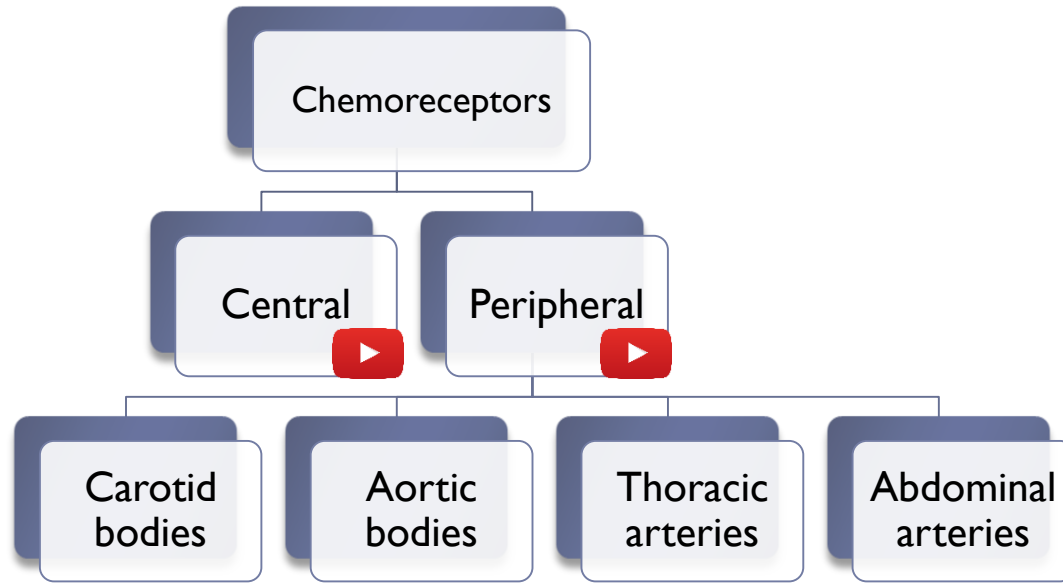 Chemoreceptors
Central
Peripheral
Carotid
bodies
Aortic
bodies
Thoracic
arteries
Abdominal
arteries